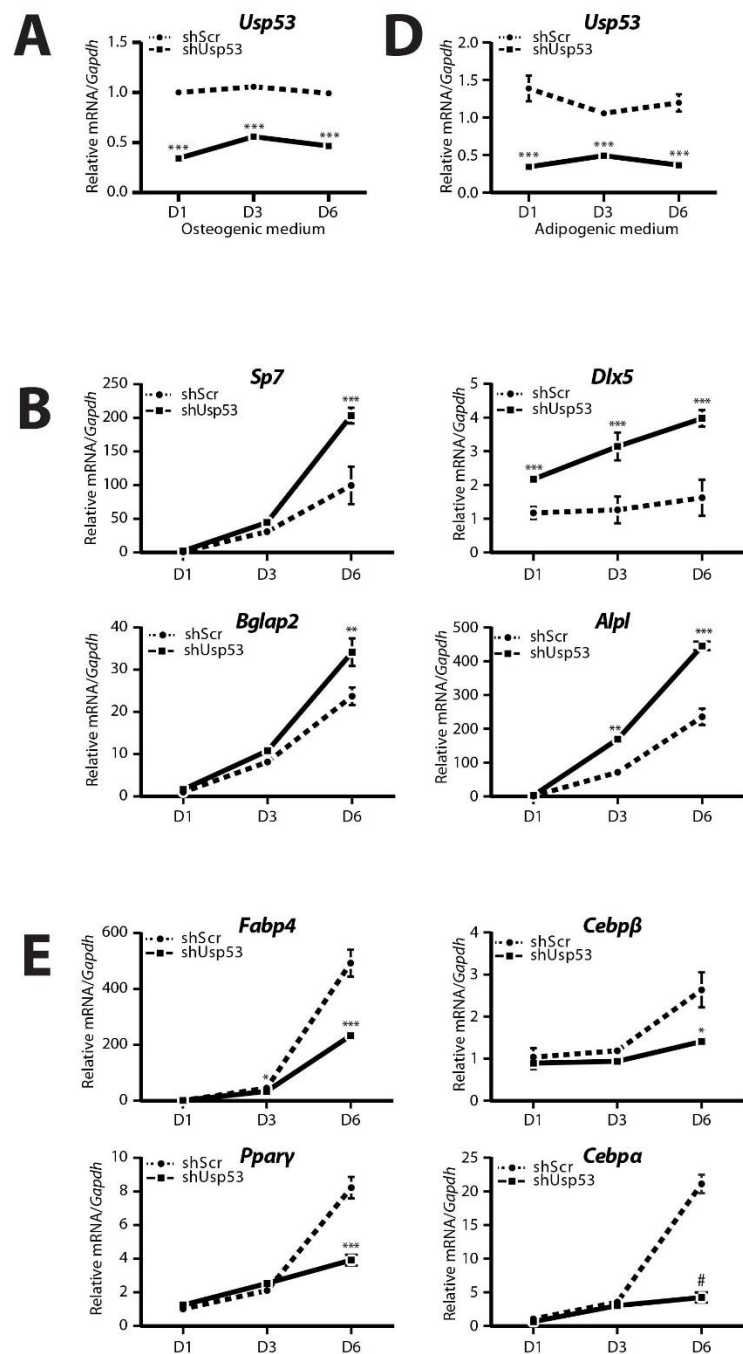 A
Usp53
shScr
shUsp53
Relative mRNA/Gapdh
1.5
1.0
0.5
0.0
***
***
***
D1
D3
D6
Osteogenic medium
D
Usp53
shScr
shUsp53
Relative mRNA/Gapdh
2.0
1.5
1.0
0.5
0.0
***
***
***
D1
D3
D6
Adipogenic medium
B
Sp7
shScr
shUsp53
Relative mRNA/Gapdh
250
200
150
100
50
0
***
D1
D3
D6
Dlx5
shScr
shUsp53
Relative mRNA/Gapdh
5
4
3
2
1
0
***
***
***
D1
D3
D6
Bglap2
shScr
shUsp53
Relative mRNA/Gapdh
40
30
20
10
0
**
D1
D3
D6
Alpl
shScr
shUsp53
Relative mRNA/Gapdh
500
400
300
200
100
0
**
***
D1
D3
D6
E
Fabp4
shScr
shUsp53
Relative mRNA/Gapdh
600
400
200
0
*
***
D1
D3
D6
Cebpβ
shScr
shUsp53
Relative mRNA/Gapdh
4
3
2
1
0
*
D1
D3
D6
Pparγ
shScr
shUsp53
Relative mRNA/Gapdh
10
8
6
4
2
0
***
D1
D3
D6
Cebpα
shScr
shUsp53
Relative mRNA/Gapdh
25
20
15
10
5
0
#
D1
D3
D6